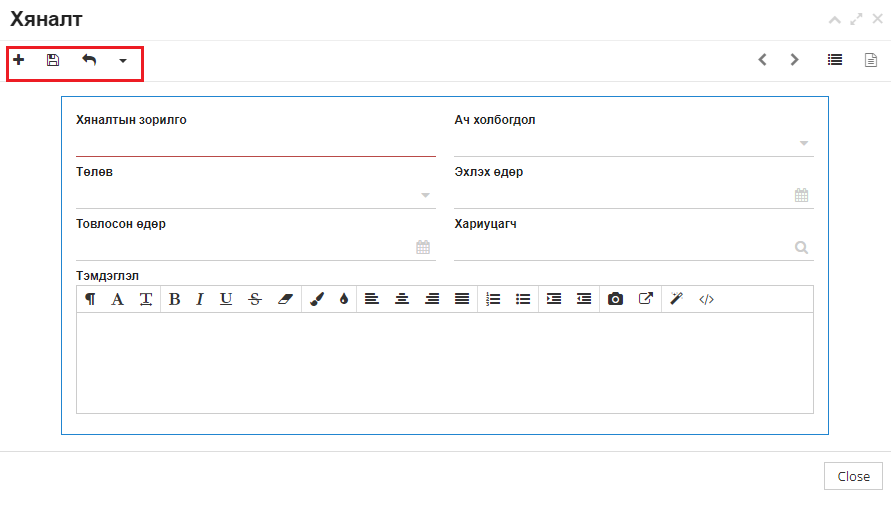 Хяналт
Хяналтын зорилго
Ач холбогдол
Төлөв
Эхлэх өдөр
Товлосон өдөр
Хариуцагч
Тэмдэглэл
Close